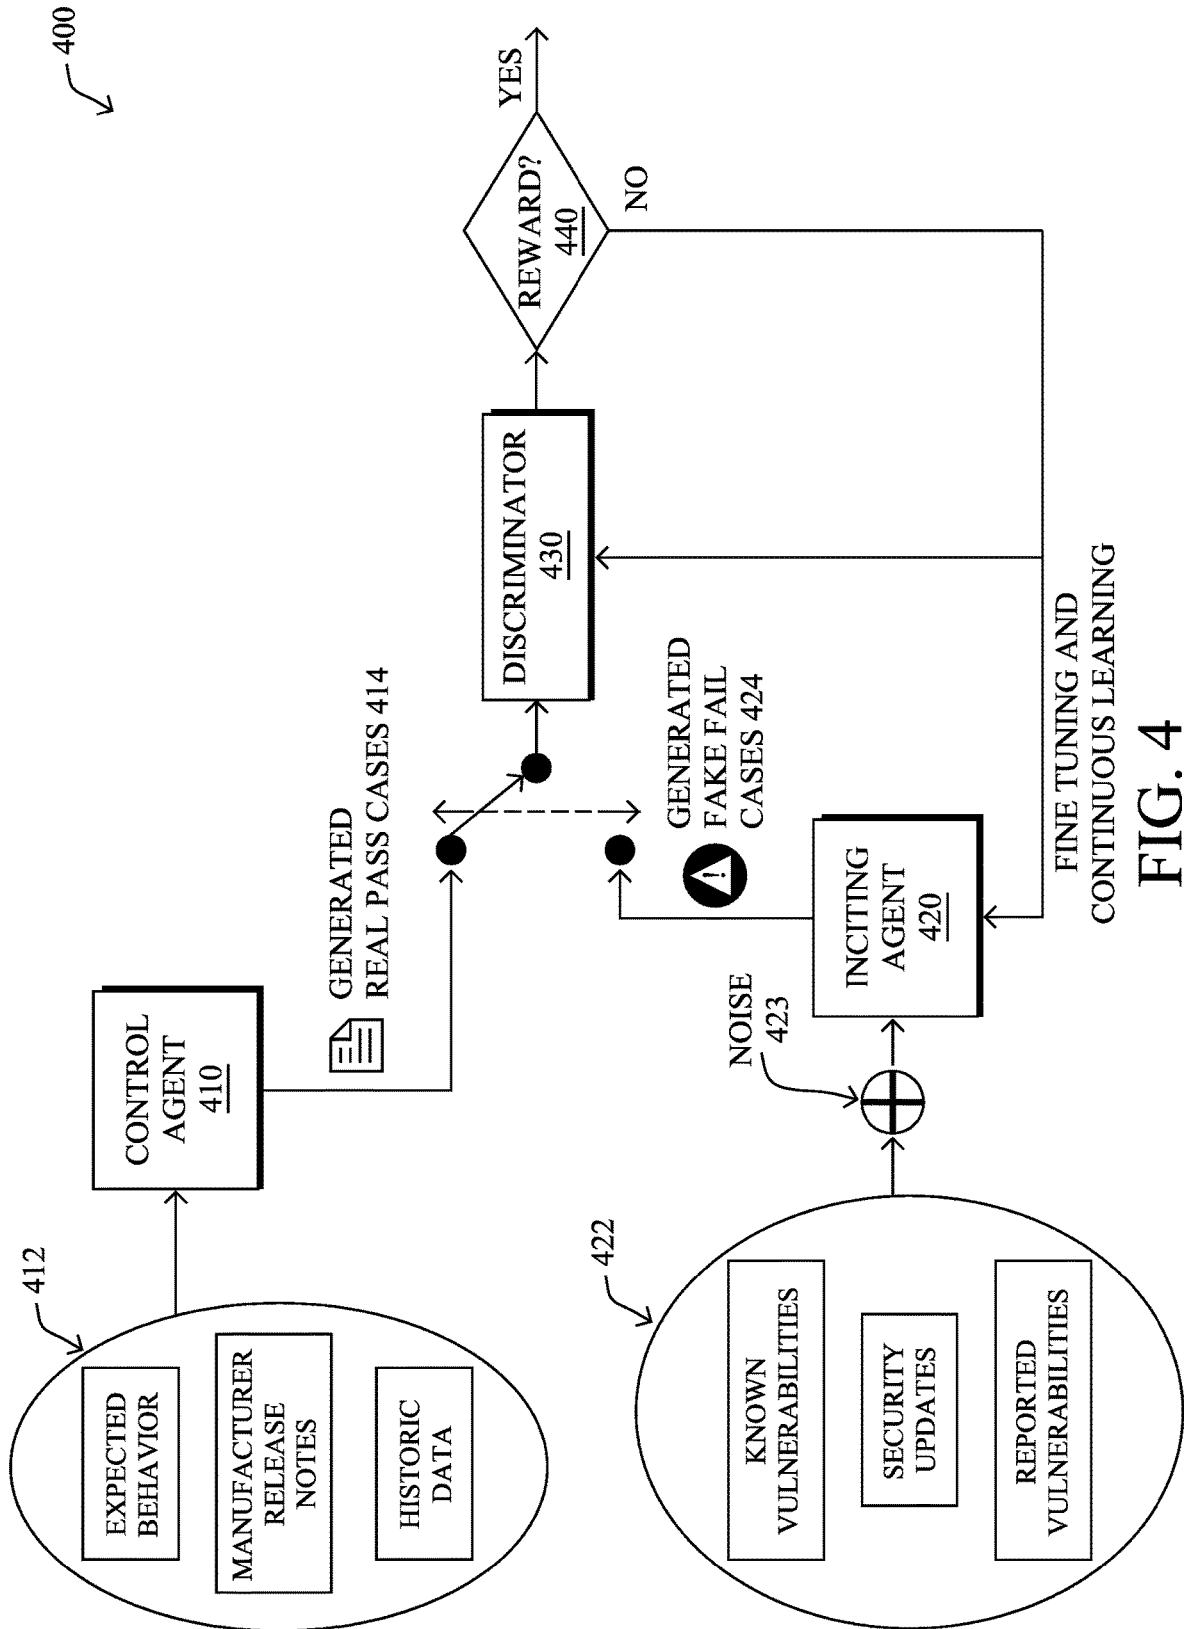 400
412
EXPECTED
BEHAVIOR
MANUFACTURER
RELEASE
NOTES
HISTORIC
DATA
CONTROL
AGENT
410
GENERATED
REAL PASS CASES 414
422
KNOWN
VULNERABILITIES
SECURITY
UPDATES
REPORTED
VULNERABILITIES
NOISE
423
INCITING
AGENT
420
GENERATED
FAKE FAIL
CASES 424
DISCRIMINATOR
430
REWARD?
440
YES
NO
FINE TUNING AND
CONTINUOUS LEARNING
FIG. 4